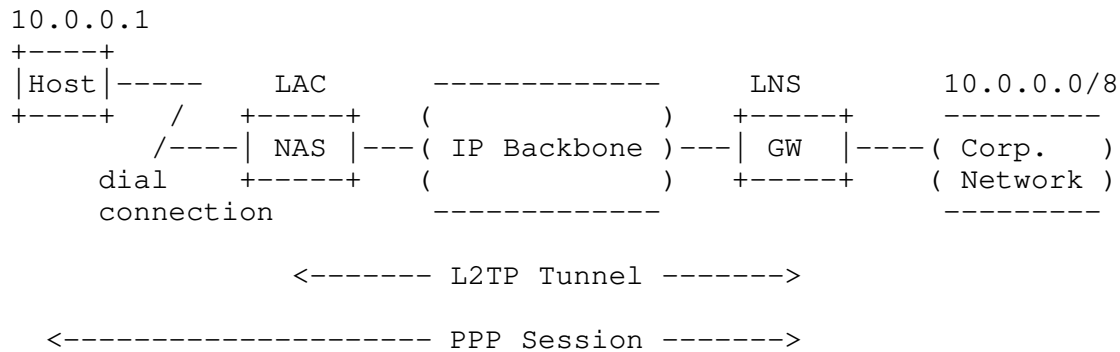 10.0.0.1
+----+
|Host|-----    LAC      -------------     LNS        10.0.0.0/8
+----+   /   +-----+   (             )   +-----+     ---------
        /----| NAS |---( IP Backbone )---| GW  |----( Corp.   )
     dial    +-----+   (             )   +-----+    ( Network )
     connection         -------------                ---------
<------- L2TP Tunnel ------->
<--------------------- PPP Session ------->